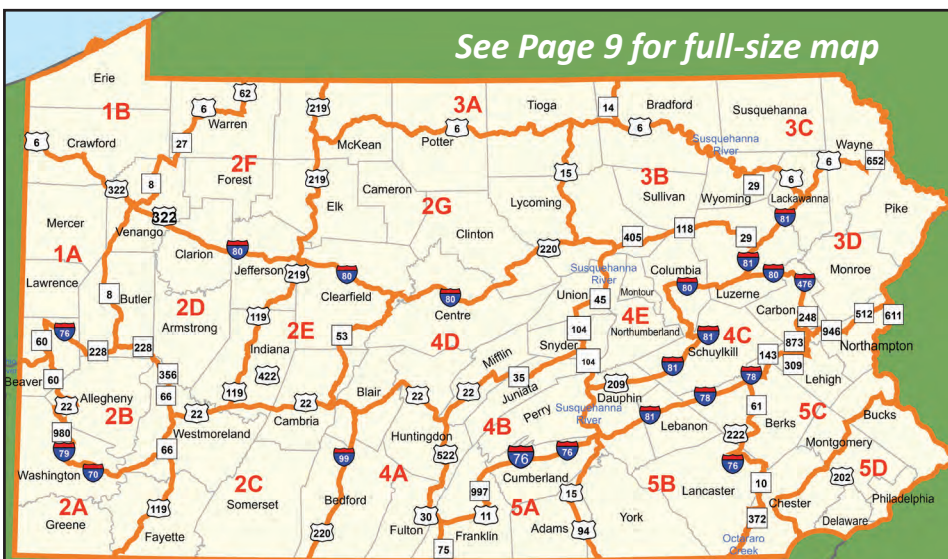 See Page 9 for full-size map
Erie
1B
62
6
Warren
6
Crawford
27
219
3A
Tioga
14
Bradford
Susquehanna
3C
McKean
Potter
6
6
Susquehanna
River
Wayne
6
652
322
8
2F
Forest
219
Cameron
15
3B
Sullivan
29
Wyoming
6
Lackawanna
Mercer
322
Venango
Elk
2G
Lycoming
81
Pike
1A
Clarion
80
Clinton
220
405
118
29
3D
Lawrence
Jefferson
219
80
Susquehanna
River
81
Monroe
8
Butler
2D
Clearfield
80
Centre
Union
45
Montour
Columbia
80
80
Luzerne
476
76
60
Armstrong
119
2E
53
4D
4E
Northumberland
Carbon
248
512
611
228
228
Indiana
Snyder
104
81
4C
946
Northampton
Beaver
60
356
422
Mifflin
Schuylkill
873
Allegheny
66
119
Blair
22
22
35
Juniata
104
81
143
309
22
2B
22
22
Cambria
209
Dauphin
78
Lehigh
980
Westmoreland
Huntingdon
4B
Perry
Susquehanna
River
78
61
5C
Bucks
79
66
522
81
Lebanon
Berks
Washington
70
99
4A
76
76
222
Montgomery
2A
Greene
119
2C
Somerset
Bedford
997
Cumberland
76
5D
202
Fayette
220
Fulton
30
11
Franklin
5A
15
5B
Lancaster
10
Chester
Philadelphia
75
Adams
94
York
372
Delaware
Octararo
Creek